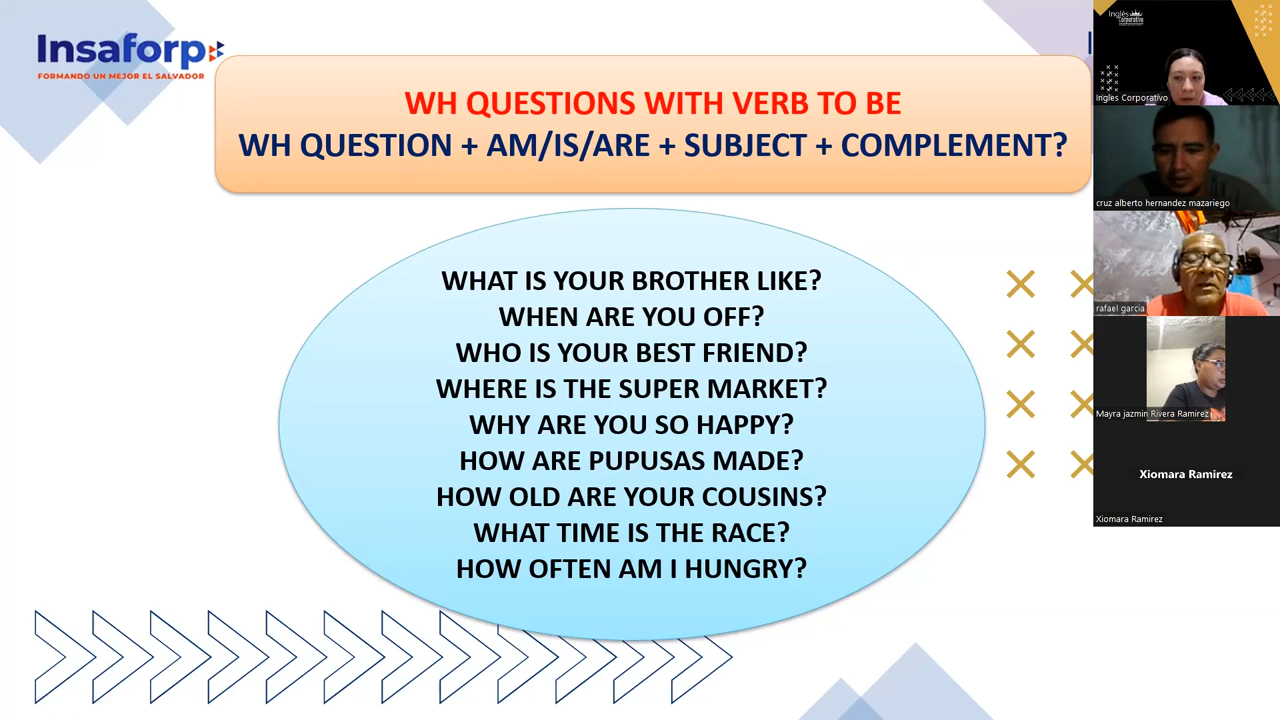 Insaforp
FORMANDO UN MEJOR EL SALVADOR
WH QUESTIONS WITH VERB TO BE
WH QUESTION + AM/IS/ARE + SUBJECT + COMPLEMENT?
WHAT IS YOUR BROTHER LIKE?
WHEN ARE YOU OFF?
WHO IS YOUR BEST FRIEND?
WHERE IS THE SUPER MARKET?
WHY ARE YOU SO HAPPY?
HOW ARE PUPUSAS MADE?
HOW OLD ARE YOUR COUSINS?
WHAT TIME IS THE RACE?
HOW OFTEN AM I HUNGRY?
Inglés
Corporativo
Ingles Corporativo
cruz alberto hernandez mazariego
rafael garcia
Mayra jazmin Rivera Ramirez
Xiomara Ramirez
Xiomara Ramirez